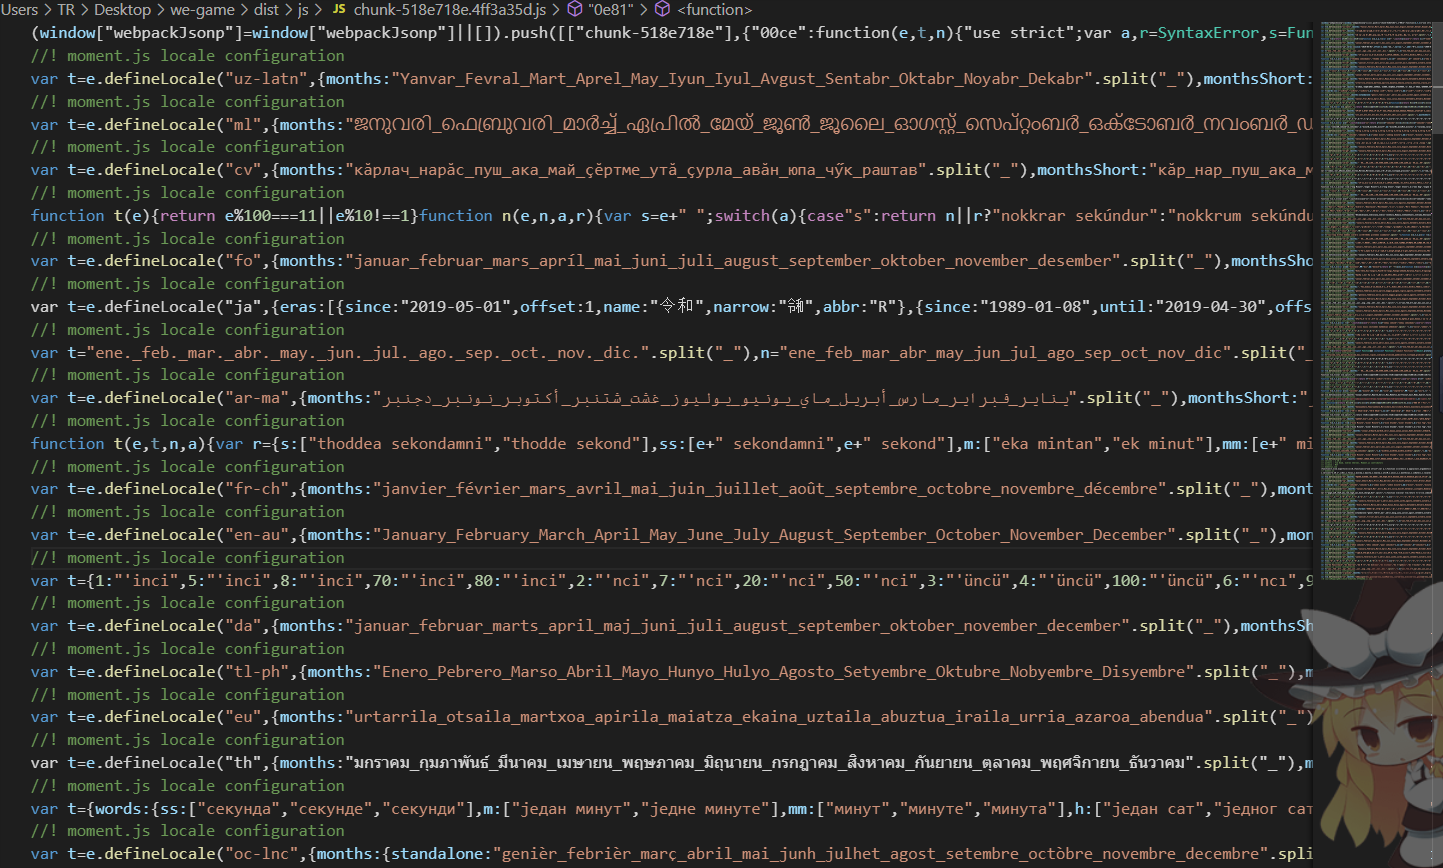 Users > TR > Desktop > we-game > dist > js > JS chunk-518e718e.4ff3a35d.js > "0e81" > <function>
(window["webpackJsonp"]=window["webpackJsonp"]||[]).push([["chunk-518e718e"],{"00ce":function(e,t,n){"use strict";var a,r=SyntaxError,s=Fun
//! moment.js locale configuration
var t=e.defineLocale("uz-latn",{months:"Yanvar_Fevral_Mart_Aprel_May_Iyun_Iyul_Avgust_Sentabr_Oktabr_Noyabr_Dekabr".split("_"),monthsShort:
//! moment.js locale configuration
var t=e.defineLocale("ml",{months:"ജനുവരി_ഫെബ്രുവരി_മാർച്ച്_ഏപ്രിൽ_മേയ്_ജൂൺ_ജൂലൈ_ഓഗസ്റ്റ്_സെപ്റ്റംബർ_ഒക്ടോബർ_നവംബർ_ഡ
//! moment.js locale configuration
var t=e.defineLocale("cv",{months:"кӑрлач_нарӑс_пуш_ака_май_ҫӗртме_утӑ_ҫурла_авӑн_юпа_чӳк_раштав".split("_"),monthsShort:"кӑр_нар_пуш_ака_м
//! moment.js locale configuration
function t(e){return e%100===11||e%10!==1}function n(e,n,a,r){var s=e+" ";switch(a){case"s":return n||r?"nokkrar sekúndur":"nokkrum sekúndu
//! moment.js locale configuration
var t=e.defineLocale("fo",{months:"januar_februar_mars_apríl_mai_juni_juli_august_september_oktober_november_desember".split("_"),monthsSho
//! moment.js locale configuration
var t=e.defineLocale("ja",{eras:[{since:"2019-05-01",offset:1,name:"令和",narrow:"㋿",abbr:"R"},{since:"1989-01-08",until:"2019-04-30",offs
//! moment.js locale configuration
var t="ene._feb._mar._abr._may._jun._jul._ago._sep._oct._nov._dic.".split("_"),n="ene_feb_mar_abr_may_jun_jul_ago_sep_oct_nov_dic".split("_
//! moment.js locale configuration
var t=e.defineLocale("ar-ma",{months:"يناير_فبراير_مارس_أبريل_ماي_يونيو_يوليوز_غشت_شتنبر_أكتوبر_نونبر_دجنبر".split("_"),monthsShort:"_
//! moment.js locale configuration
function t(e,t,n,a){var r={s:["thoddea sekondamni","thodde sekond"],ss:[e+" sekondamni",e+" sekond"],m:["eka mintan","ek minut"],mm:[e+" mi
//! moment.js locale configuration
var t=e.defineLocale("fr-ch",{months:"janvier_février_mars_avril_mai_juin_juillet_août_septembre_octobre_novembre_décembre".split("_"),mont
//! moment.js locale configuration
var t=e.defineLocale("en-au",{months:"January_February_March_April_May_June_July_August_September_October_November_December".split("_"),mon
//! moment.js locale configuration
var t={1:"'inci",5:"'inci",8:"'inci",70:"'inci",80:"'inci",2:"'nci",7:"'nci",20:"'nci",50:"'nci",3:"'üncü",4:"'üncü",100:"'üncü",6:"'ncı",9
//! moment.js locale configuration
var t=e.defineLocale("da",{months:"januar_februar_marts_april_maj_juni_juli_august_september_oktober_november_december".split("_"),monthsSh
//! moment.js locale configuration
var t=e.defineLocale("tl-ph",{months:"Enero_Pebrero_Marso_Abril_Mayo_Hunyo_Hulyo_Agosto_Setyembre_Oktubre_Nobyembre_Disyembre".split("_"),m
//! moment.js locale configuration
var t=e.defineLocale("eu",{months:"urtarrila_otsaila_martxoa_apirila_maiatza_ekaina_uztaila_abuztua_iraila_urria_azaroa_abendua".split("_")
//! moment.js locale configuration
var t=e.defineLocale("th",{months:"มกราคม_กุมภาพันธ์_มีนาคม_เมษายน_พฤษภาคม_มิถุนายน_กรกฎาคม_สิงหาคม_กันยายน_ตุลาคม_พฤศจิกายน_ธันวาคม".split("_"),m
//! moment.js locale configuration
var t={words:{ss:["секунда","секунде","секунди"],m:["један минут","једне минуте"],mm:["минут","минуте","минута"],h:["један сат","једног сат
//! moment.js locale configuration
var t=e.defineLocale("oc-lnc",{months:{standalone:"genièr_febrièr_març_abril_mai_junh_julhet_agost_setembre_octòbre_novembre_decembre".spli